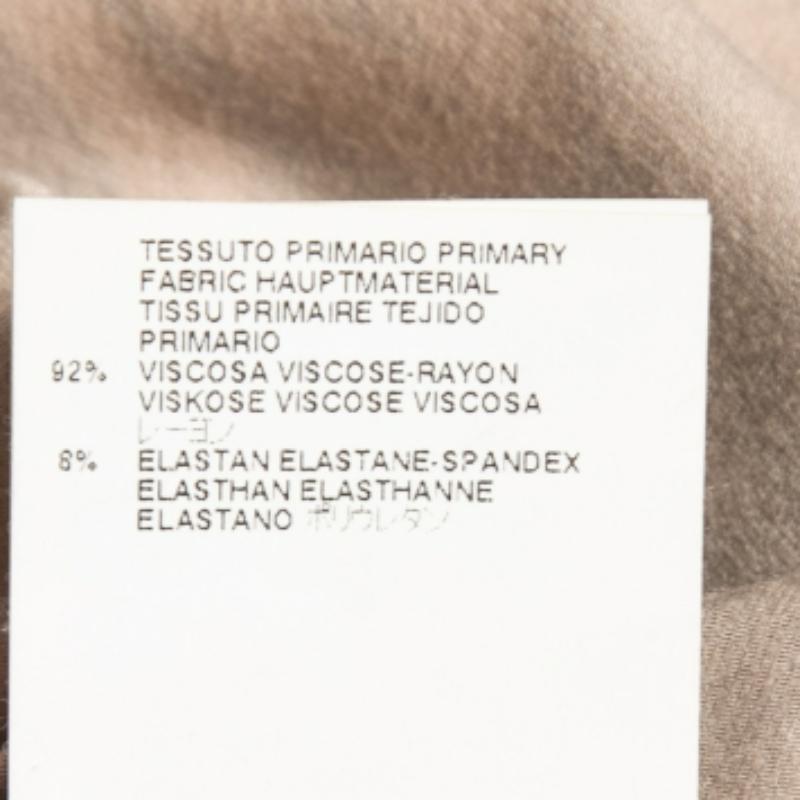 TESSUTO PRIMARIO PRIMARY
FABRIC HAUPTMATERIAL
TISSU PRIMAIRE TEJIDO
PRIMARIO
92% VISCOSA VISCOSE-RAYON
VISKOSE VISCOSE VISCOSA
レーヨン
8% ELASTAN ELASTANE-SPANDEX
ELASTHAN ELASTHANNE
ELASTANO ポリウレタン